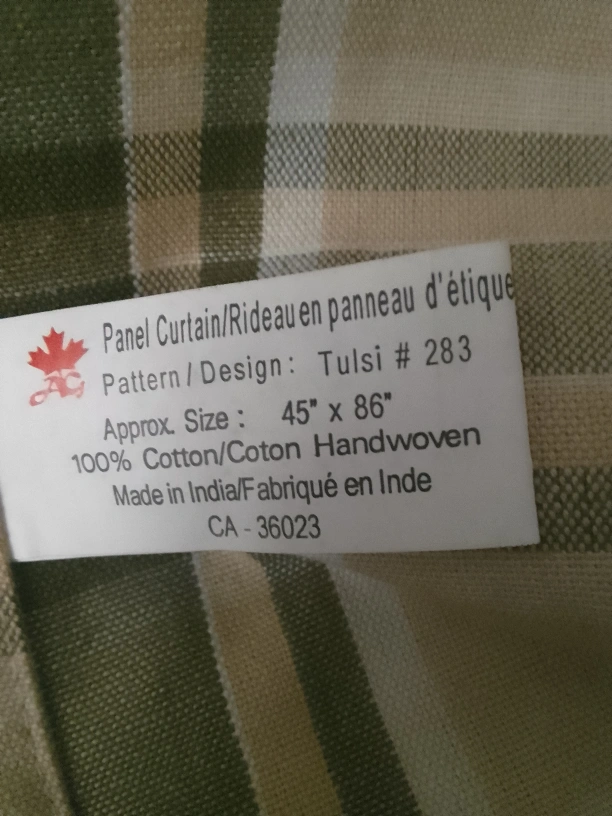 Panel Curtain/Rideau en panneau d'étique
Pattern / Design : Tulsi # 283
Approx. Size : 45" x 86"
100% Cotton/Coton Handwoven
Made in India/Fabriqué en Inde
CA - 36023